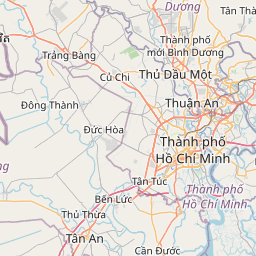 Dương
Tân Thà
Thành phố
mới Bình Dương
Trảng Bàng
Củ Chi
Thủ Dầu Một
Đông Thành
Thuận An
Đức Hòa
Thành phố
Hồ Chí Minh
Tân Túc
Thành phố
Hồ Chí Minh
Bến Lức
Thủ Thừa
Tân An
Cần Đước